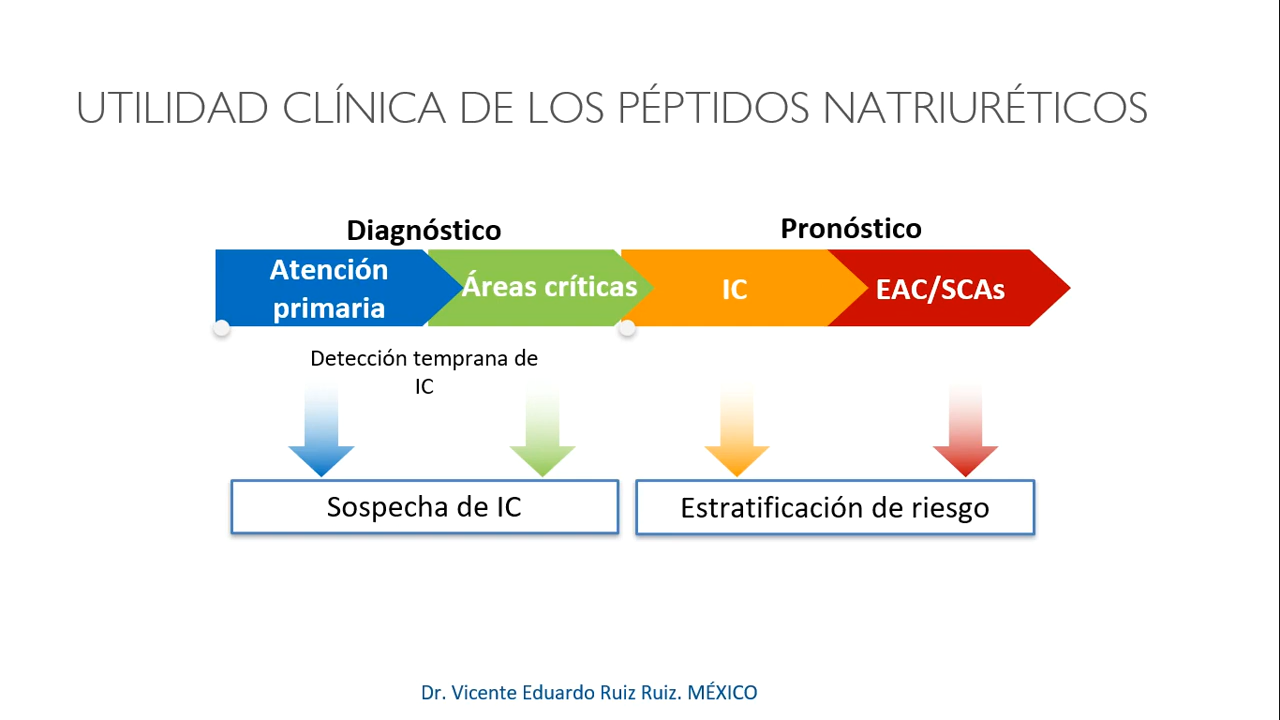 UTILIDAD CLÍNICA DE LOS PÉPTIDOS NATRIURÉTICOS
Diagnóstico
Pronóstico
Atención
primaria
Áreas críticas
IC
EAC/SCAs
Detección temprana de
IC
Sospecha de IC
Estratificación de riesgo
Dr. Vicente Eduardo Ruiz Ruiz. MÉXICO